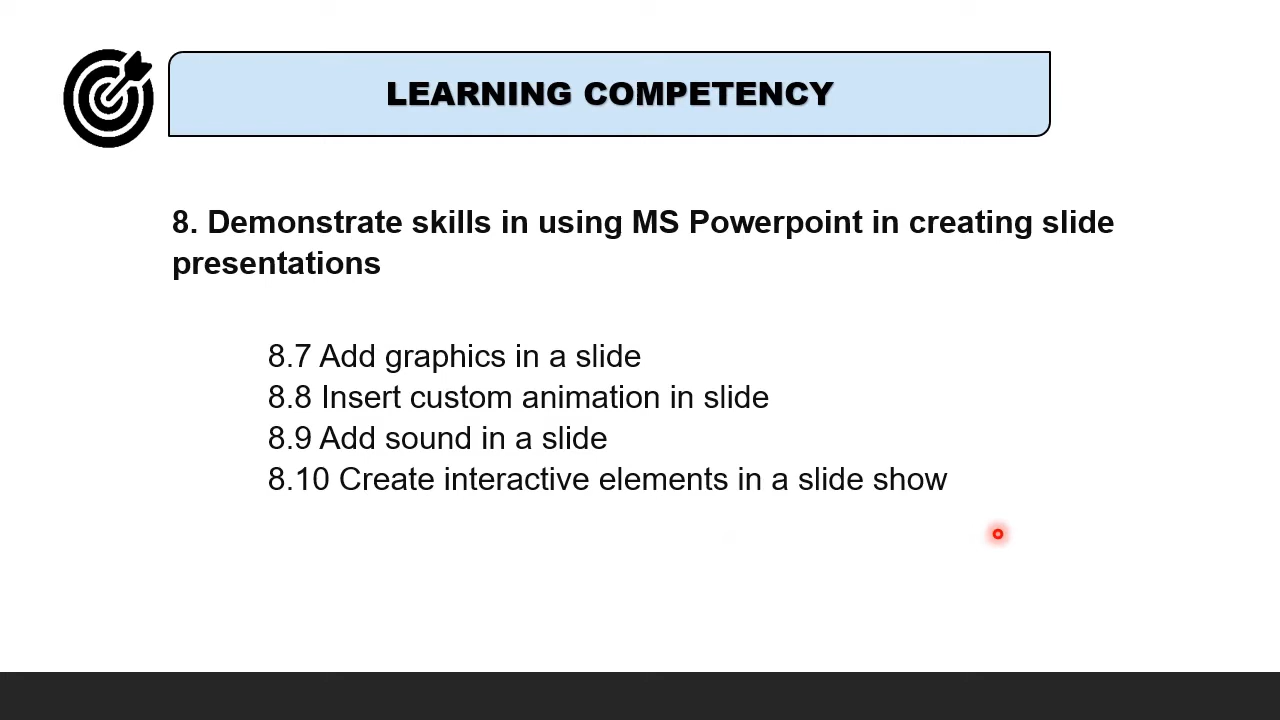 LEARNING COMPETENCY
8. Demonstrate skills in using MS Powerpoint in creating slide
presentations
8.7 Add graphics in a slide
8.8 Insert custom animation in slide
8.9 Add sound in a slide
8.10 Create interactive elements in a slide show